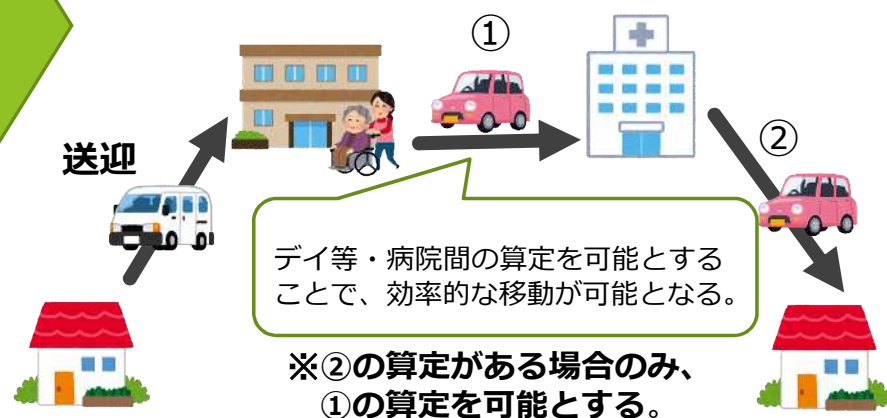 ①
送迎
②
デイ等・病院間の算定を可能とする
ことで、効率的な移動が可能となる。
※②の算定がある場合のみ、
①の算定を可能とする。